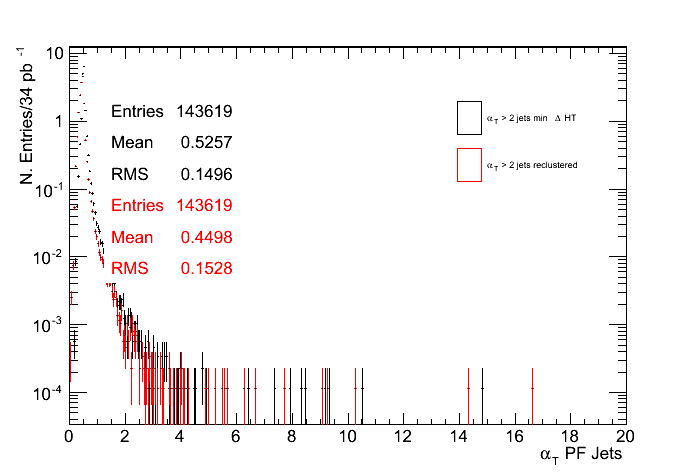 N. Entries/34 pb⁻¹
10
1
10⁻¹
10⁻²
10⁻³
10⁻⁴
Entries 143619
Mean 0.5257
RMS 0.1496
Entries 143619
Mean 0.4498
RMS 0.1528
α_T > 2 jets min Δ HT
α_T > 2 jets reclustered
0 2 4 6 8 10 12 14 16 18 20
α_T PF Jets